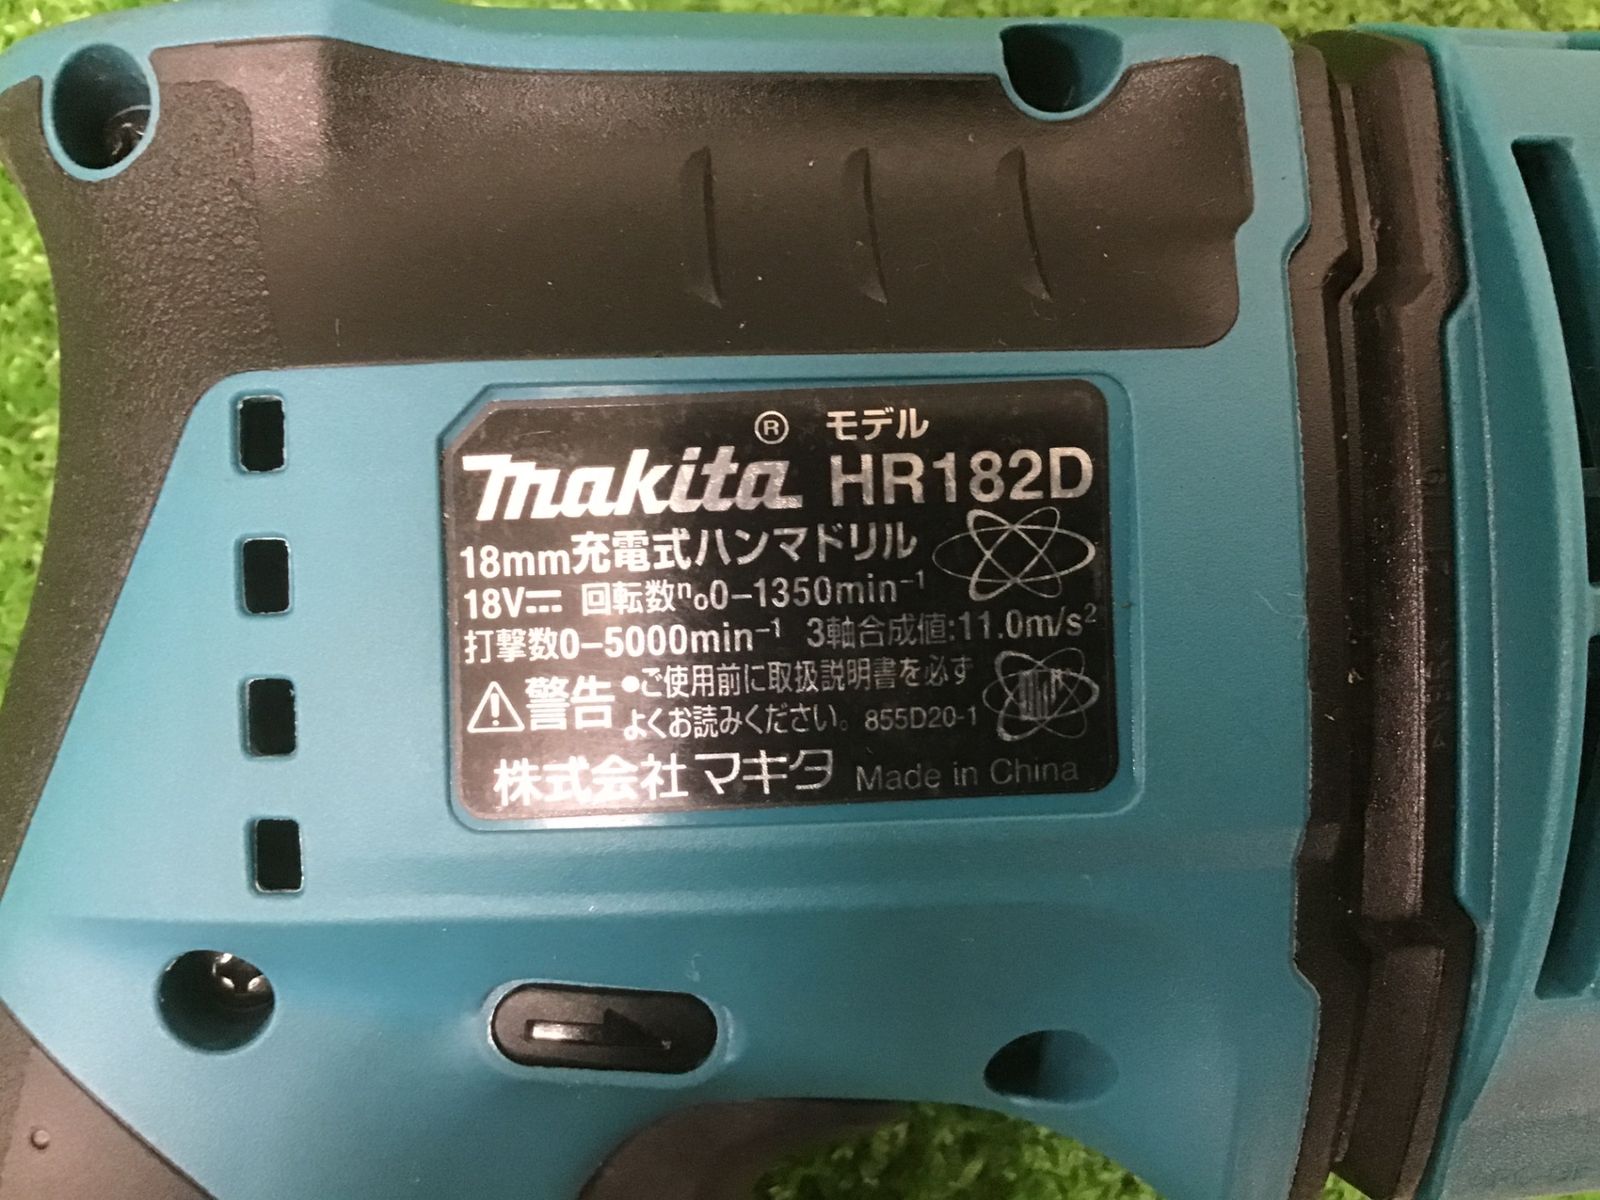 ® モデル
makita HR182D
18mm充電式ハンマドリル
18V⎓ 回転数n₀0-1350min⁻¹
打撃数0-5000min⁻¹ 3軸合成値:11.0m/s²
⚠警告 ●ご使用前に取扱説明書を必ず
よくお読みください。 855D20-1
株式会社マキタ Made in China